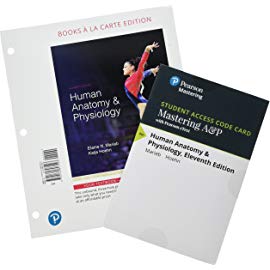 BOOKS À LA CARTE EDITION
Human Anatomy &
Physiology
Elaine N. Marieb
Katja Hoehn
P
Pearson
Mastering
STUDENT ACCESS CODE CARD
Mastering A&P
with Pearson eText
Human Anatomy &
Physiology, Eleventh Edition
Marieb Hoehn
P